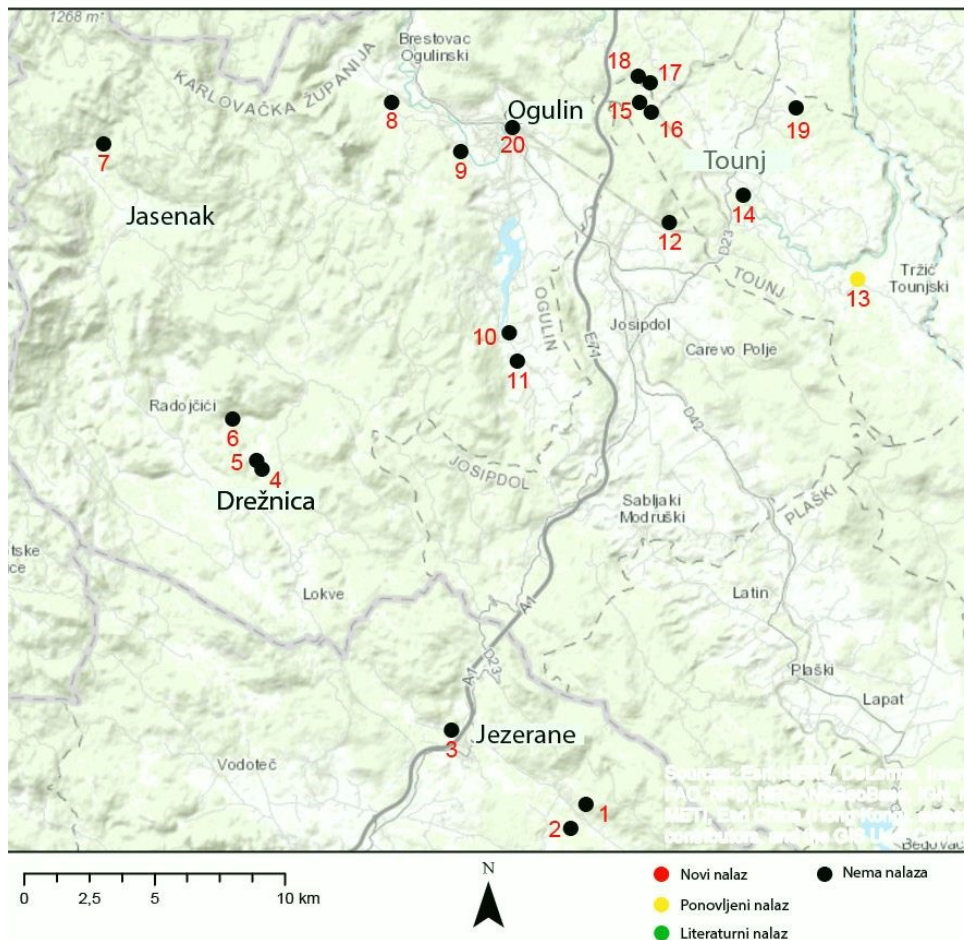 1268 m
Brestovac
Ogulinski
KARLOVAČKA ŽUPANIJA
18
17
8
Ogulin
15
16
19
7
20
9
Tounj
Jasenak
14
12
D23
TOUNJ
Tržić
Tounjski
13
OGULIN
10
Josipdol
E74
Carevo Polje
11
Radojčići
6
D42
5
4
JOSIPDOL
Drežnica
Sabljaki
Modruški
PLAŠKI
Lokve
A1
Latin
D23
Plaški
A1
Lapat
Jezerane
3
Vodoteč
1
2
0 2,5 5 10 km
N
Novi nalaz
Nema nalaza
Ponovljeni nalaz
Literaturni nalaz